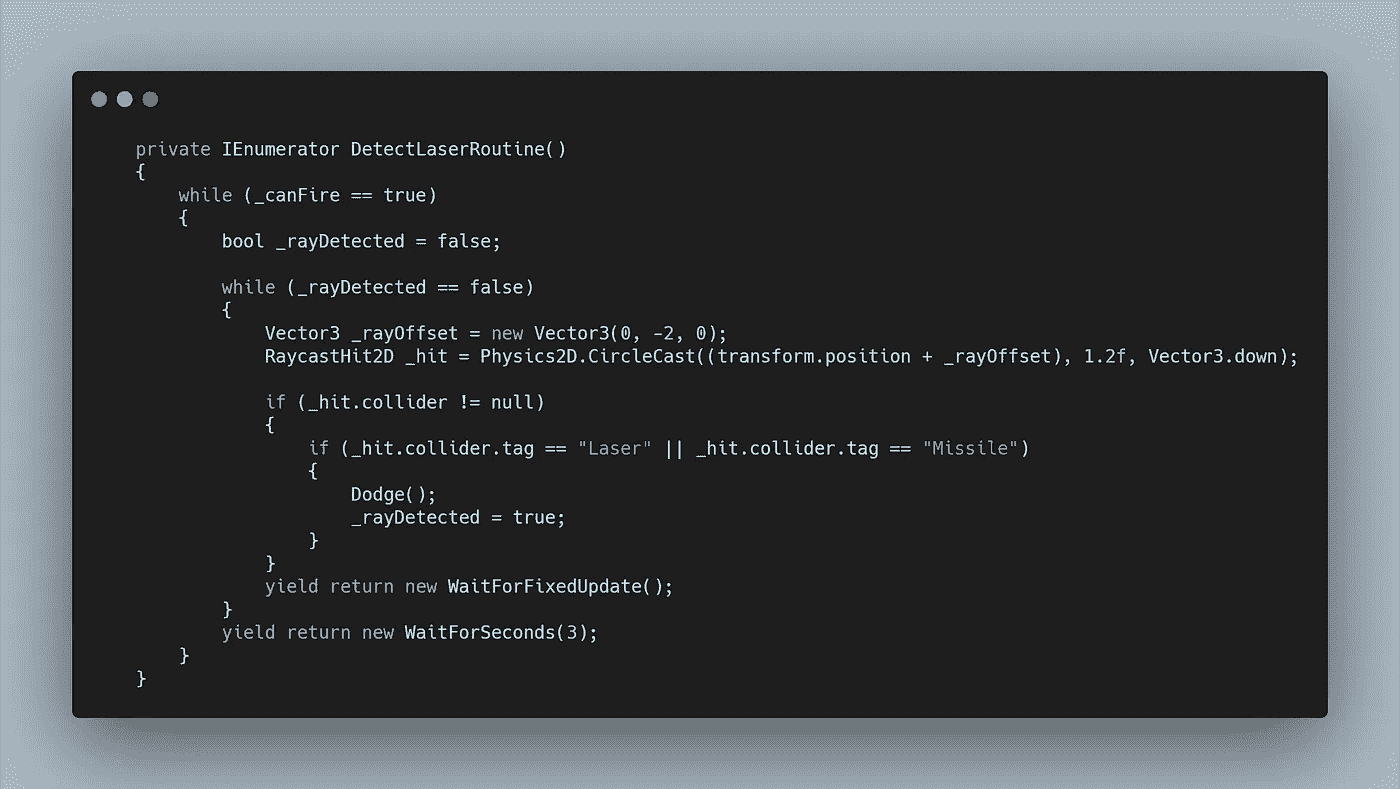 private IEnumerator DetectLaserRoutine()
{
    while (_canFire == true)
    {
        bool _rayDetected = false;

        while (_rayDetected == false)
        {
            Vector3 _rayOffset = new Vector3(0, -2, 0);
            RaycastHit2D _hit = Physics2D.CircleCast((transform.position + _rayOffset), 1.2f, Vector3.down);

            if (_hit.collider != null)
            {
                if (_hit.collider.tag == "Laser" || _hit.collider.tag == "Missile")
                {
                    Dodge();
                    _rayDetected = true;
                }
            }
            yield return new WaitForFixedUpdate();
        }
        yield return new WaitForSeconds(3);
    }
}